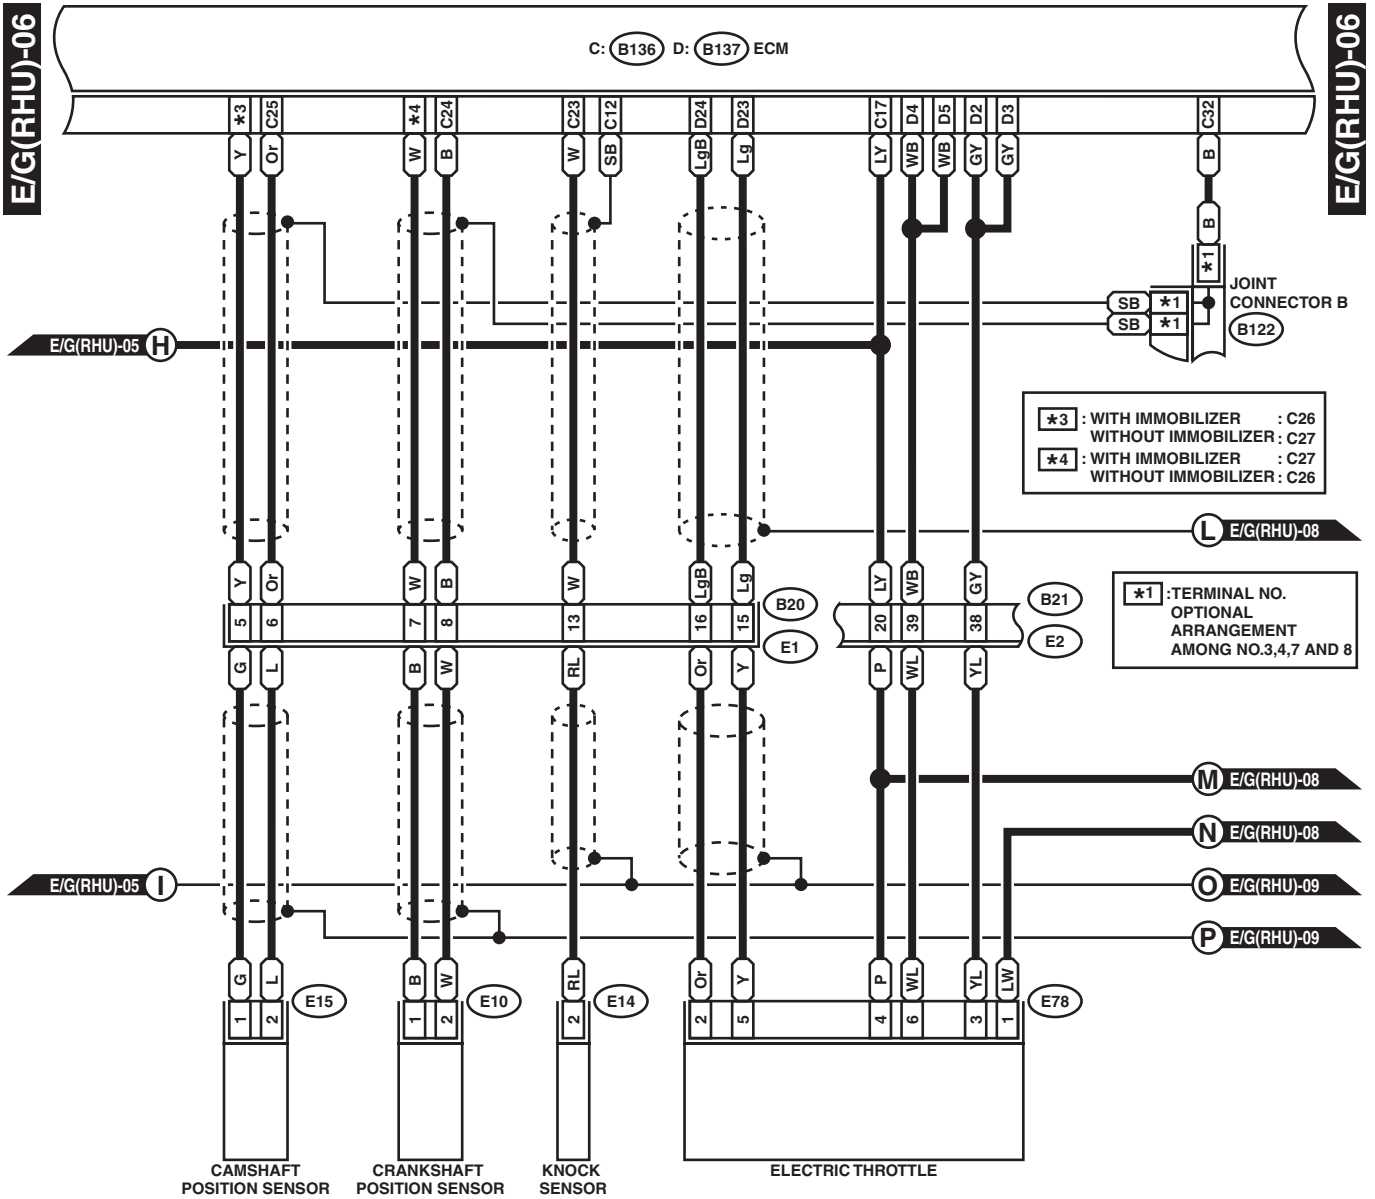 E/G(RHU)-06
E/G(RHU)-06
C: B136 D: B137 ECM
*3 C25 *4 C24 C23 C12 D24 D23 C17 D4 D5 D2 D3 C32
Y Or W B W SB LgB Lg LY WB WB GY GY B
B
*1
JOINT
CONNECTOR B
B122
SB *1
SB *1
E/G(RHU)-05 H
*3 : WITH IMMOBILIZER : C26
WITHOUT IMMOBILIZER : C27
*4 : WITH IMMOBILIZER : C27
WITHOUT IMMOBILIZER : C26
L E/G(RHU)-08
Y Or W B W LgB Lg LY WB GY
B20 B21
5 6 7 8 13 16 15 20 39 38
E1 E2
G L B W RL Or Y P WL YL
*1 :TERMINAL NO.
OPTIONAL
ARRANGEMENT
AMONG NO.3,4,7 AND 8
M E/G(RHU)-08
N E/G(RHU)-08
E/G(RHU)-05 I
O E/G(RHU)-09
P E/G(RHU)-09
G L B W RL Or Y P WL YL LW
E15 E10 E14 E78
1 2 1 2 2 2 5 4 6 3 1
CAMSHAFT
POSITION SENSOR
CRANKSHAFT
POSITION SENSOR
KNOCK
SENSOR
ELECTRIC THROTTLE